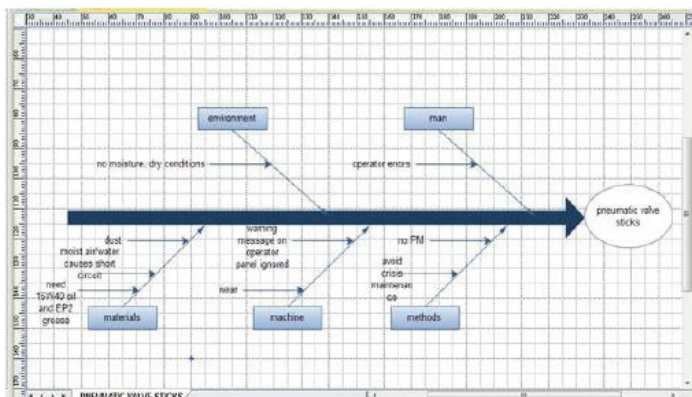 environment
man
no moisture, dry conditions
operator errors
pneumatic valve
sticks
dust
moist air/water
causes short
circuit
need
15W40 oil
and EP2
grease
materials
warning
message on
operator
panel ignored
wear
machine
no PM
avoid
crisis
maintenan
ce
methods
PNEUMATIC VALVE STICKS